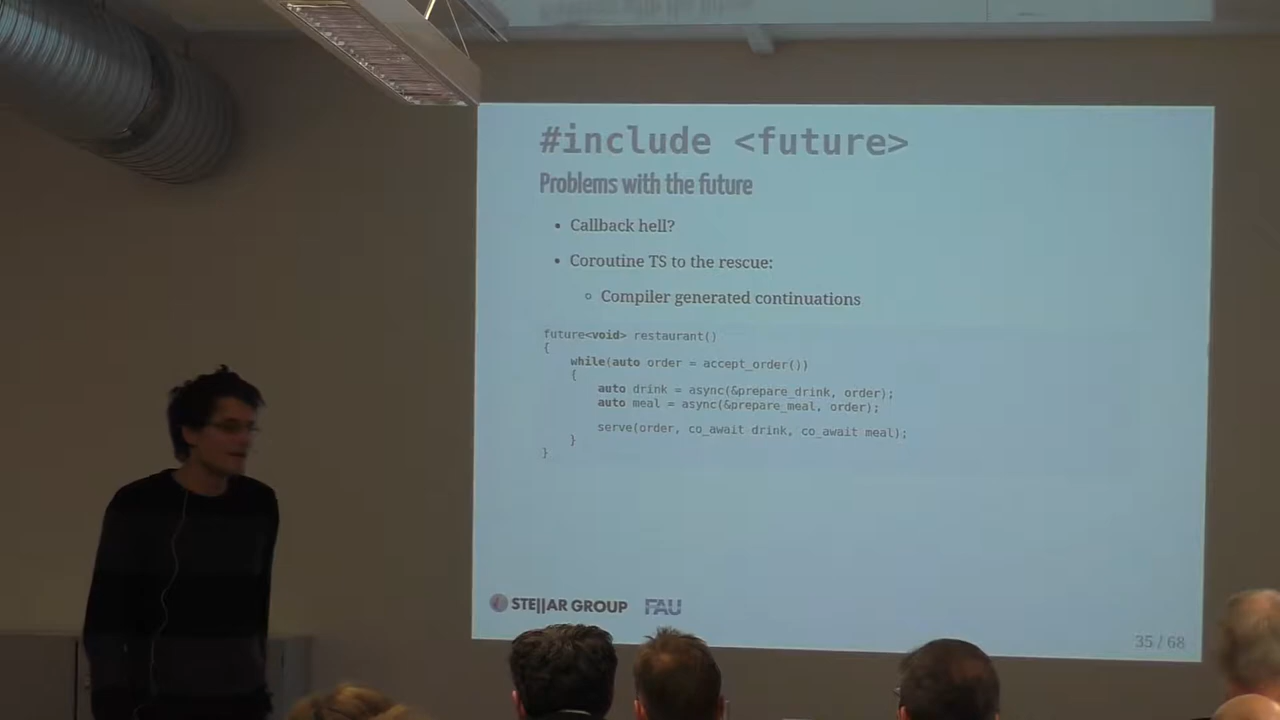 #include <future>
Problems with the future
• Callback hell?
• Coroutine TS to the rescue:
◦ Compiler generated continuations
future<void> restaurant()
{
while(auto order = accept_order())
{
auto drink = async(&prepare_drink, order);
auto meal = async(&prepare_meal, order);
serve(order, co_await drink, co_await meal);
}
}
STE||AR GROUP FAU
35 / 68